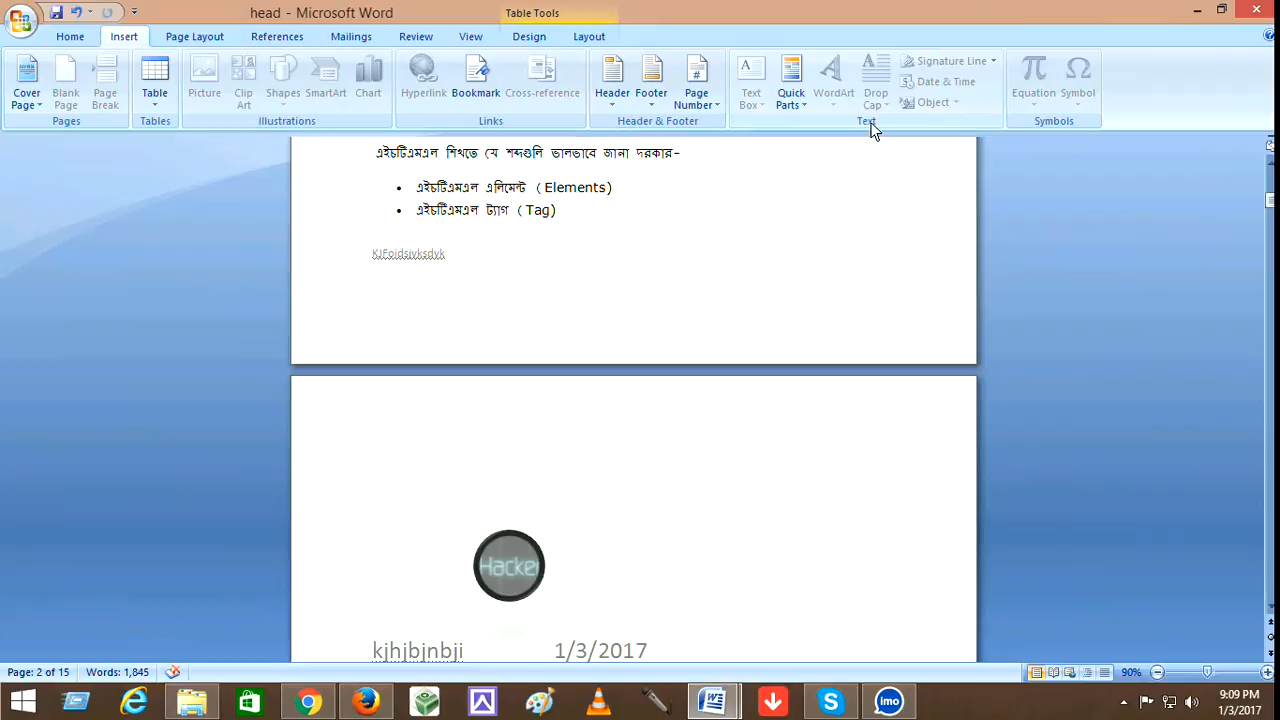 head - Microsoft Word
Table Tools
Home Insert Page Layout References Mailings Review View Design Layout
Cover Page Blank Page Page Break Table Picture Clip Art Shapes SmartArt Chart Hyperlink Bookmark Cross-reference Header Footer Page Number Text Box Quick Parts WordArt Drop Cap Signature Line Date & Time Object Equation Symbol
Pages Tables Illustrations Links Header & Footer Text Symbols
এইচটিএমএল শিখতে যে শব্দগুলি ভালভাবে জানা দরকার-
• এইচটিএমএল এলিমেন্ট (Elements)
• এইচটিএমএল ট্যাগ (Tag)
Hacke
kjhjbjnbji 1/3/2017
Page: 2 of 15 Words: 1,845 90%
imo
9:09 PM
1/3/2017